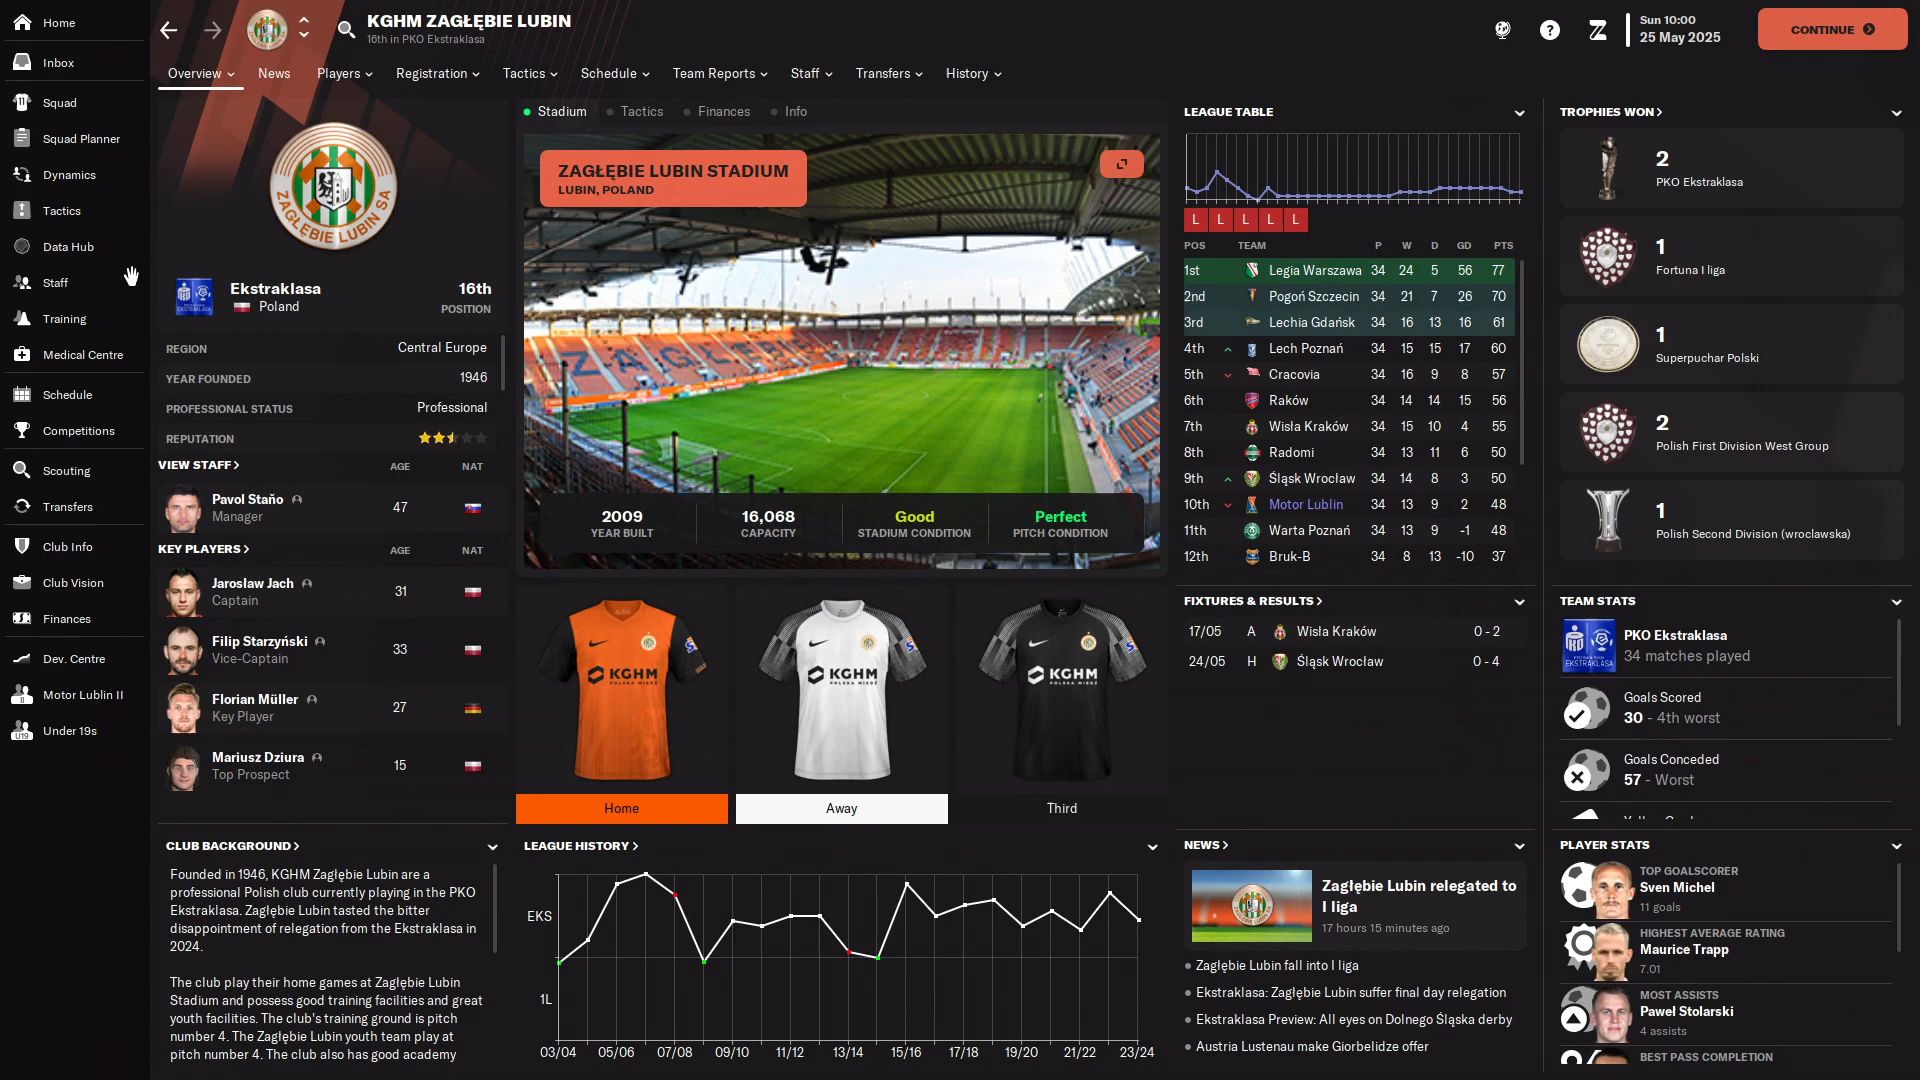 Home
Inbox
Squad
Squad Planner
Dynamics
Tactics
Data Hub
Staff
Training
Medical Centre
Schedule
Competitions
Scouting
Transfers
Club Info
Club Vision
Finances
Dev. Centre
Motor Lublin II
Under 19s
KGHM ZAGŁĘBIE LUBIN
16th in PKO Ekstraklasa
Sun 10:00
25 May 2025
CONTINUE
Overview News Players Registration Tactics Schedule Team Reports Staff Transfers History
ZAGŁĘBIE LUBIN SA
Ekstraklasa 16th
Poland POSITION
REGION Central Europe
YEAR FOUNDED 1946
PROFESSIONAL STATUS Professional
REPUTATION
VIEW STAFF AGE NAT
Pavol Staňo 47
Manager
KEY PLAYERS AGE NAT
Jarosław Jach 31
Captain
Filip Starzyński 33
Vice-Captain
Florian Müller 27
Key Player
Mariusz Dziura 15
Top Prospect
CLUB BACKGROUND
Founded in 1946, KGHM Zagłębie Lubin are a
professional Polish club currently playing in the PKO
Ekstraklasa. Zagłębie Lubin tasted the bitter
disappointment of relegation from the Ekstraklasa in
2024.
The club play their home games at Zagłębie Lubin
Stadium and possess good training facilities and great
youth facilities. The club's training ground is pitch
number 4. The Zagłębie Lubin youth team play at
pitch number 4. The club also has good academy
Stadium Tactics Finances Info
ZAGŁĘBIE LUBIN STADIUM
LUBIN, POLAND
2009 16,068 Good Perfect
YEAR BUILT CAPACITY STADIUM CONDITION PITCH CONDITION
KGHM KGHM KGHM
POLSKA MIEDŹ POLSKA MIEDŹ POLSKA MIEDŹ
Home Away Third
LEAGUE HISTORY
EKS
1L
03/04 05/06 07/08 09/10 11/12 13/14 15/16 17/18 19/20 21/22 23/24
LEAGUE TABLE
L L L L L
POS TEAM P W D GD PTS
1st Legia Warszawa 34 24 5 56 77
2nd Pogoń Szczecin 34 21 7 26 70
3rd Lechia Gdańsk 34 16 13 16 61
4th Lech Poznań 34 15 15 17 60
5th Cracovia 34 16 9 8 57
6th Raków 34 14 14 15 56
7th Wisła Kraków 34 15 10 4 55
8th Radomi 34 13 11 6 50
9th Śląsk Wrocław 34 14 8 3 50
10th Motor Lublin 34 13 9 2 48
11th Warta Poznań 34 13 9 -1 48
12th Bruk-B 34 8 13 -10 37
FIXTURES & RESULTS
17/05 A Wisła Kraków 0 - 2
24/05 H Śląsk Wrocław 0 - 4
NEWS
Zagłębie Lubin relegated to
I liga
17 hours 15 minutes ago
Zagłębie Lubin fall into I liga
Ekstraklasa: Zagłębie Lubin suffer final day relegation
Ekstraklasa Preview: All eyes on Dolnego Śląska derby
Austria Lustenau make Giorbelidze offer
TROPHIES WON
2
PKO Ekstraklasa
1
Fortuna I liga
1
Superpuchar Polski
2
Polish First Division West Group
1
Polish Second Division (wroclawska)
TEAM STATS
PKO Ekstraklasa
34 matches played
Goals Scored
30 - 4th worst
Goals Conceded
57 - Worst
PLAYER STATS
TOP GOALSCORER
Sven Michel
11 goals
HIGHEST AVERAGE RATING
Maurice Trapp
7.01
MOST ASSISTS
Paweł Stolarski
4 assists
BEST PASS COMPLETION